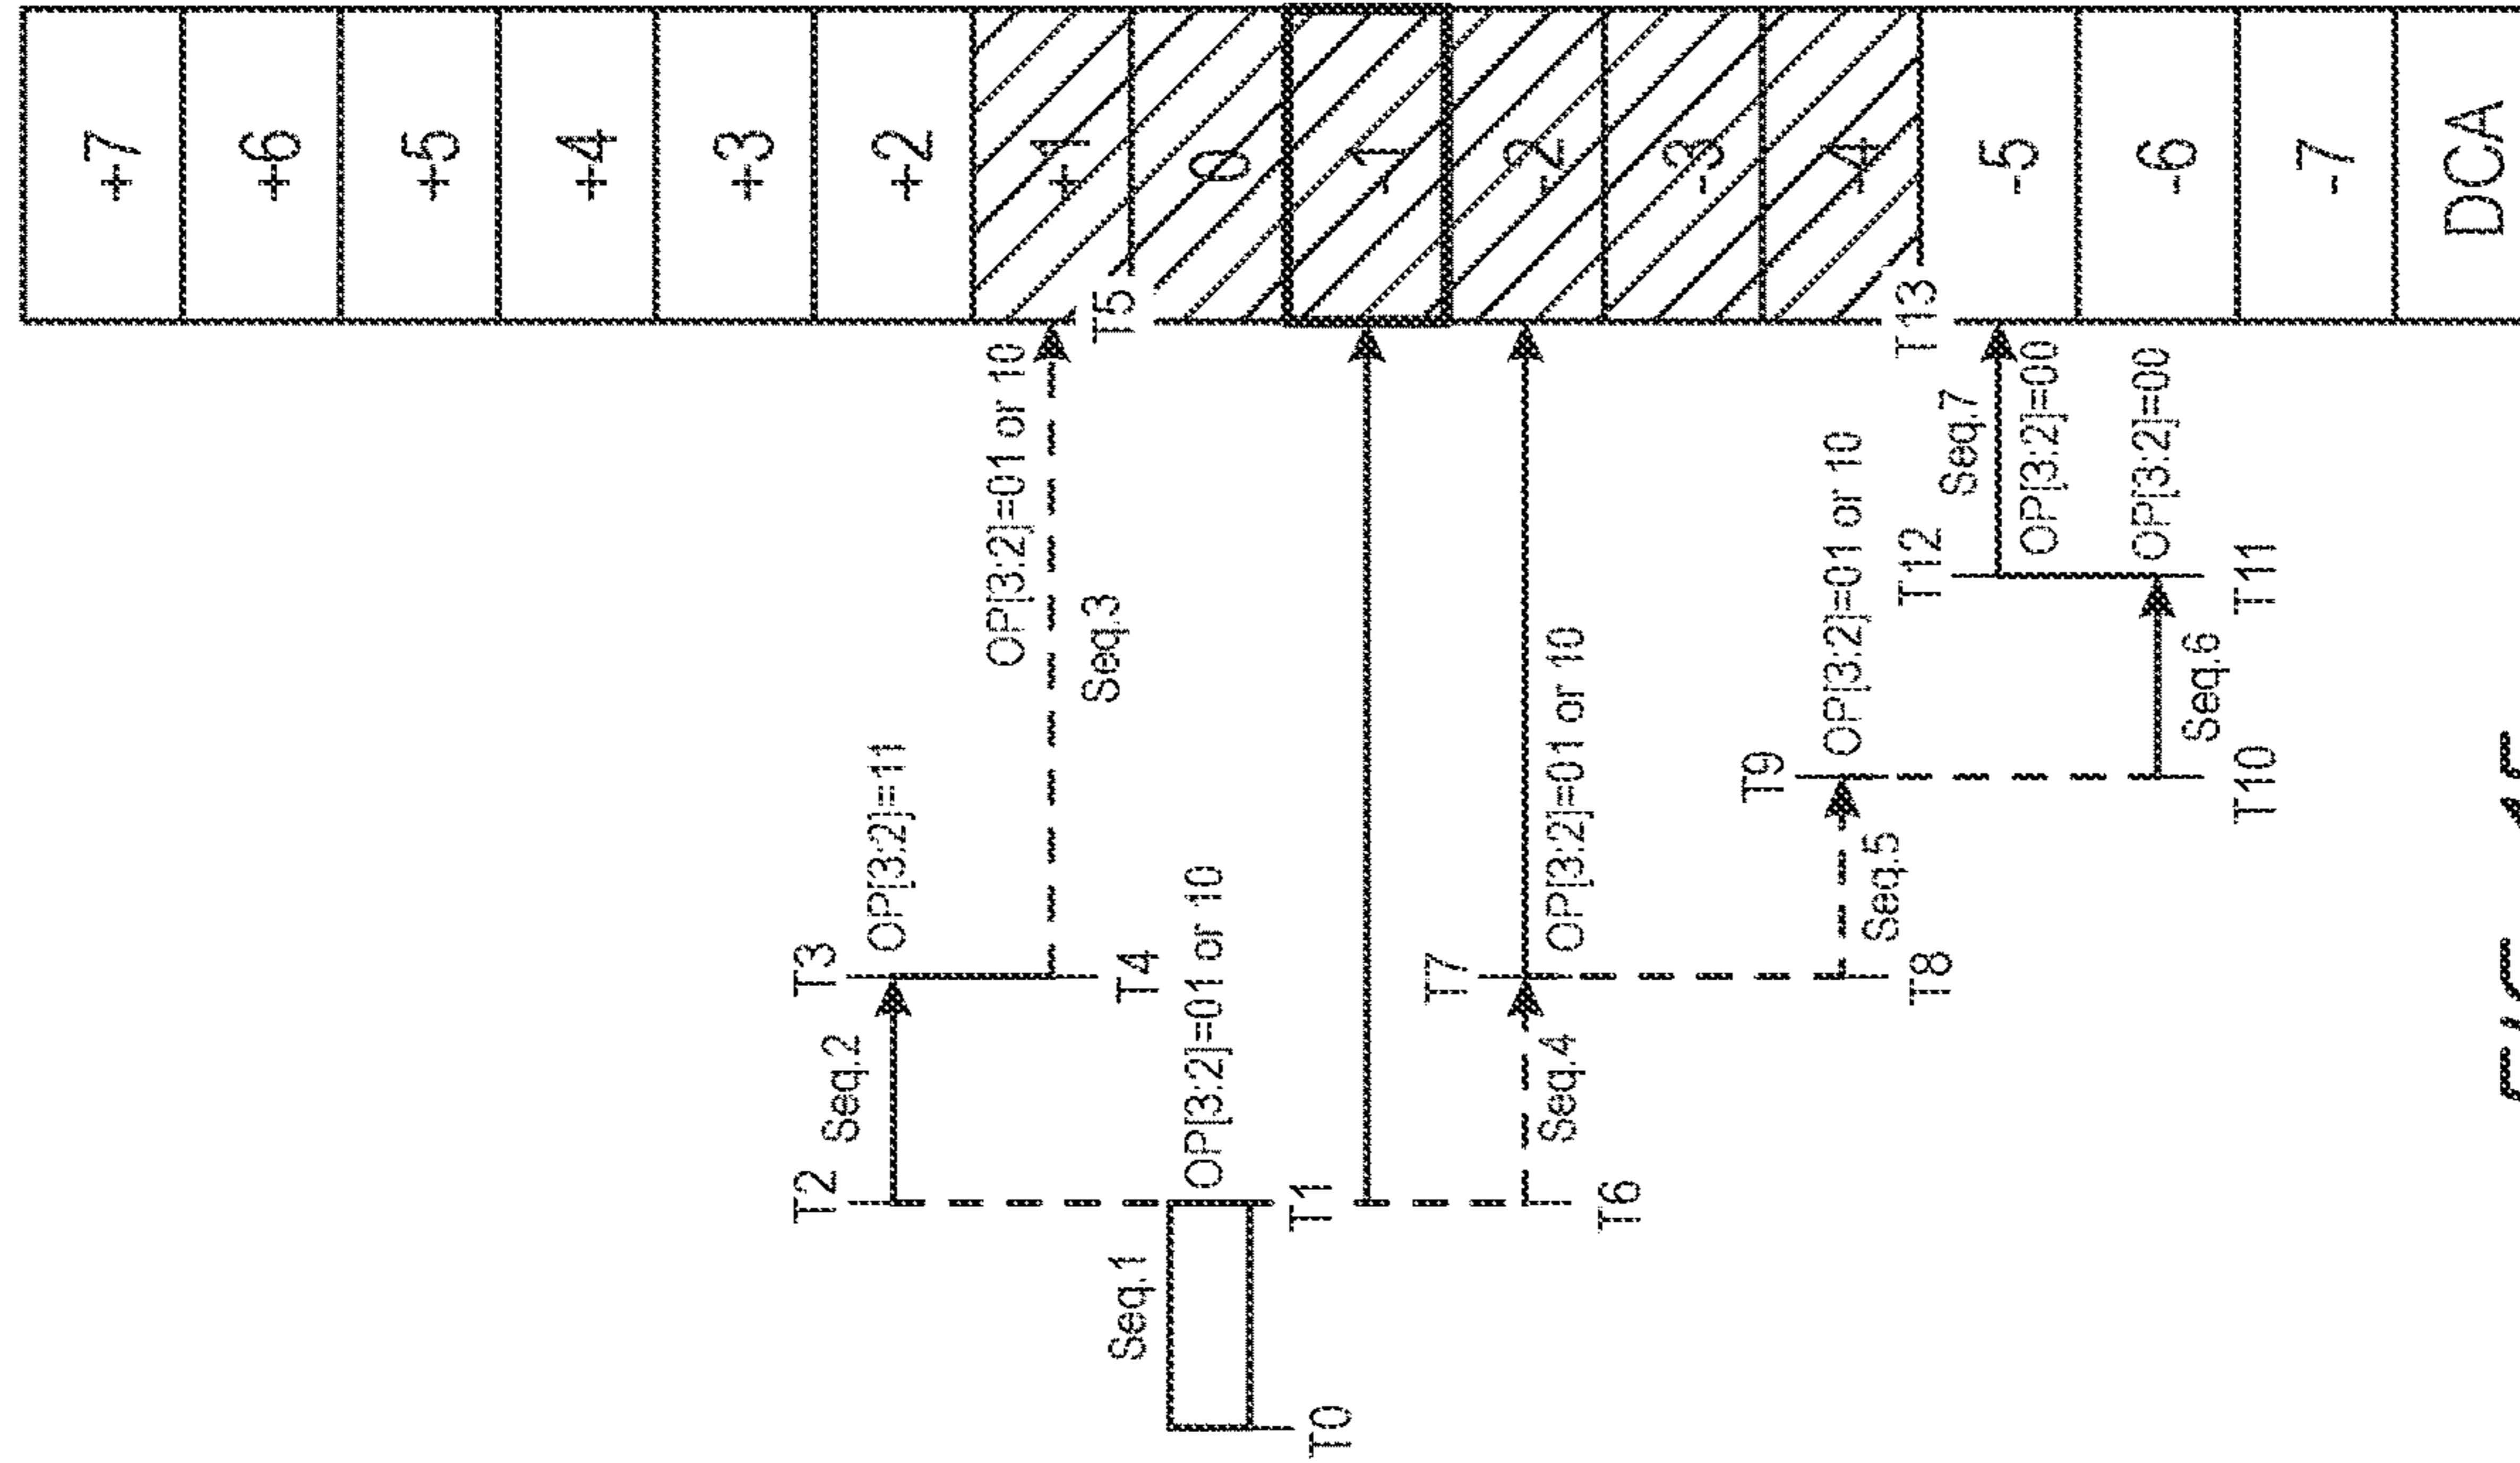 +7
+6
+5
+4
+3
+2
+1
0
-1
-2
-3
-4
-5
-6
-7
DCA
T5
T13
OP[3:2]=01 or 10
Seq.3
Seq.7
OP[3:2]=00
OP[3:2]=00
T12
T11
OP[3:2]=01 or 10
Seq.6
T9
T10
OP[3:2]=11
OP[3:2]=01 or 10
Seq.5
T3
T4
T7
T8
OP[3:2]=01 or 10
Seq.2
Seq.4
T2
T1
T6
Seq.1
T0